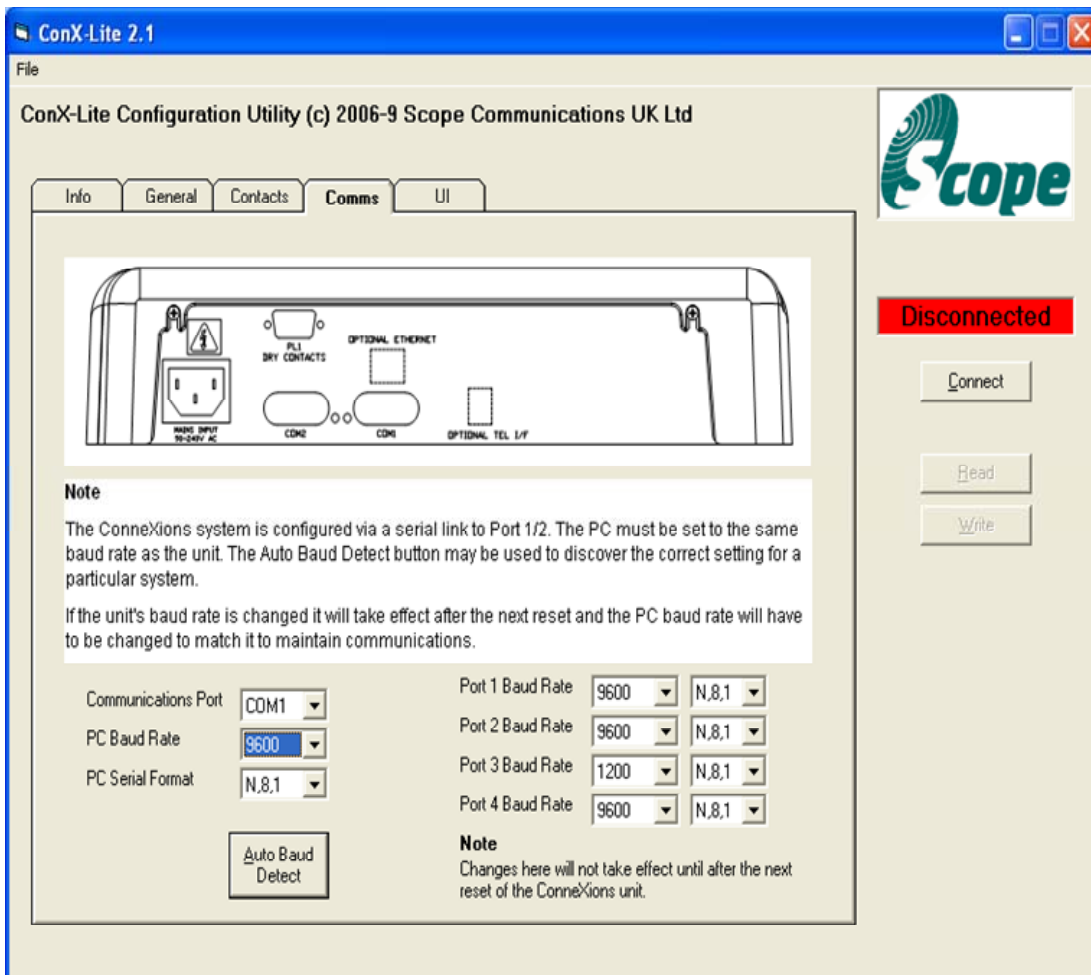 ConX-Lite 2.1
File
ConX-Lite Configuration Utility (c) 2006-9 Scope Communications UK Ltd
Scope
Info
General
Contacts
Comms
UI
PL1
DRY CONTACTS
OPTIONAL ETHERNET
MAINS INPUT
90-240V AC
COM2
COM1
OPTIONAL TEL I/F
Disconnected
Connect
Read
Write
Note
The ConneXions system is configured via a serial link to Port 1/2. The PC must be set to the same
baud rate as the unit. The Auto Baud Detect button may be used to discover the correct setting for a
particular system.
If the unit's baud rate is changed it will take effect after the next reset and the PC baud rate will have
to be changed to match it to maintain communications.
Communications Port COM1
PC Baud Rate 9600
PC Serial Format N,8,1
Auto Baud
Detect
Port 1 Baud Rate 9600 N,8,1
Port 2 Baud Rate 9600 N,8,1
Port 3 Baud Rate 1200 N,8,1
Port 4 Baud Rate 9600 N,8,1
Note
Changes here will not take effect until after the next
reset of the ConneXions unit.